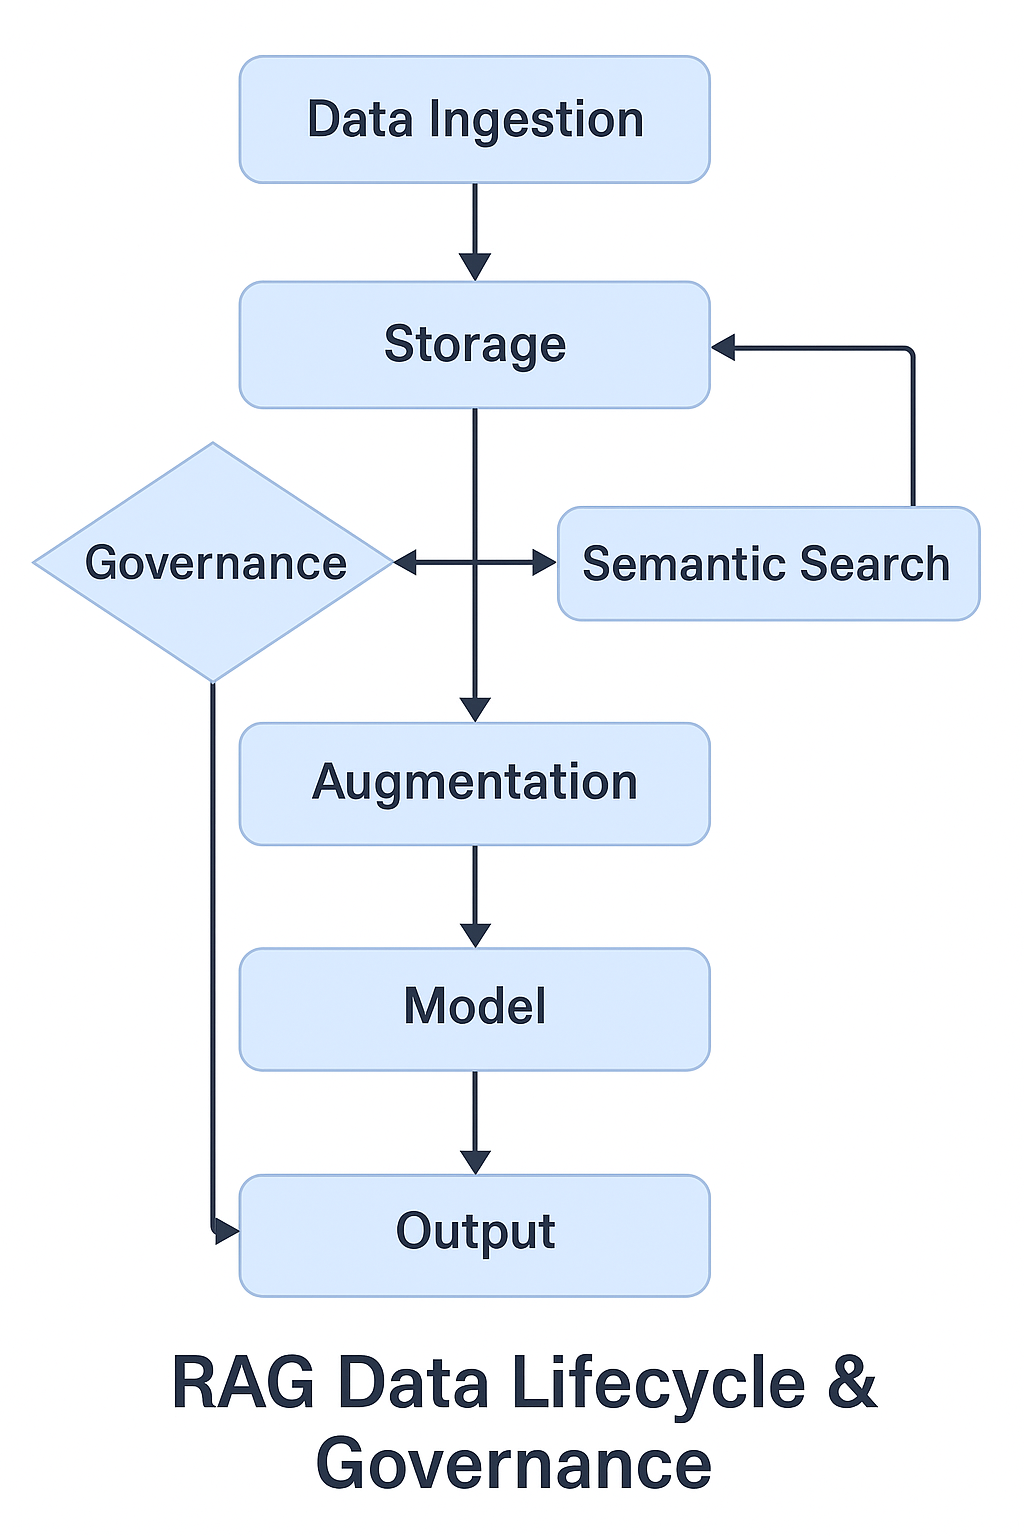 Data Ingestion
Storage
Governance
Semantic Search
Augmentation
Model
Output
RAG Data Lifecycle &
Governance